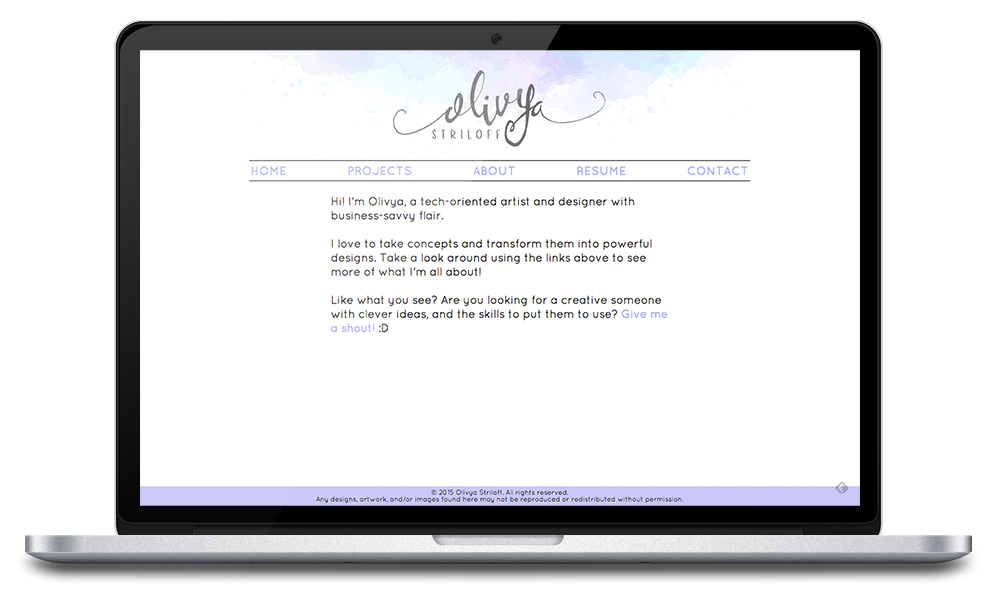 olivya
STRILOFF
HOME PROJECTS ABOUT RESUME CONTACT
Hi! I'm Olivya, a tech-oriented artist and designer with
business-savvy flair.
I love to take concepts and transform them into powerful
designs. Take a look around using the links above to see
more of what I'm all about!
Like what you see? Are you looking for a creative someone
with clever ideas, and the skills to put them to use? Give me
a shout! :D
© 2015 Olivya Striloff. All rights reserved.
Any designs, artwork, and/or images found here may not be reproduced or redistributed without permission.